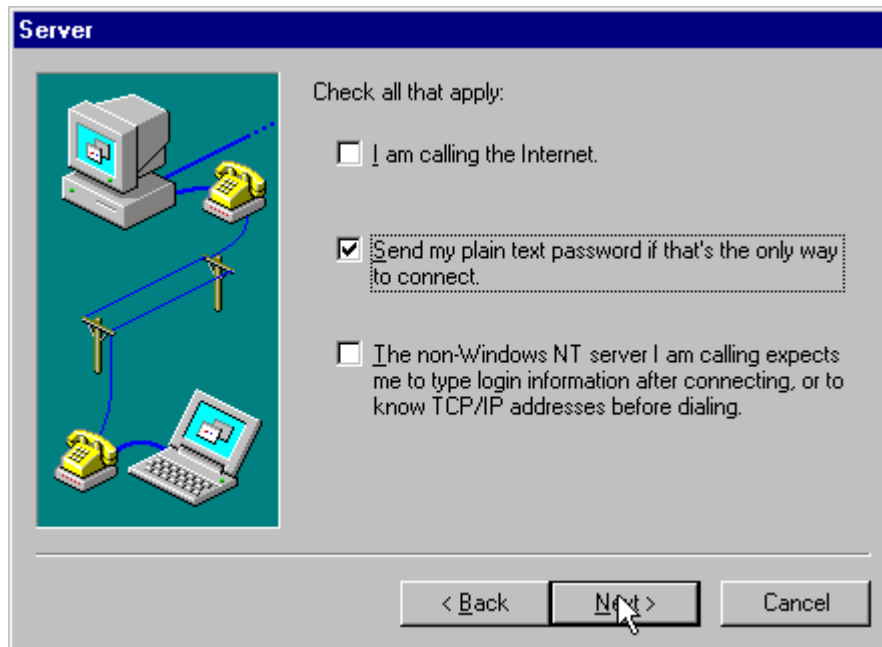 Server
Check all that apply:
I am calling the Internet.
Send my plain text password if that's the only way
to connect.
The non-Windows NT server I am calling expects
me to type login information after connecting, or to
know TCP/IP addresses before dialing.
< Back
Next >
Cancel